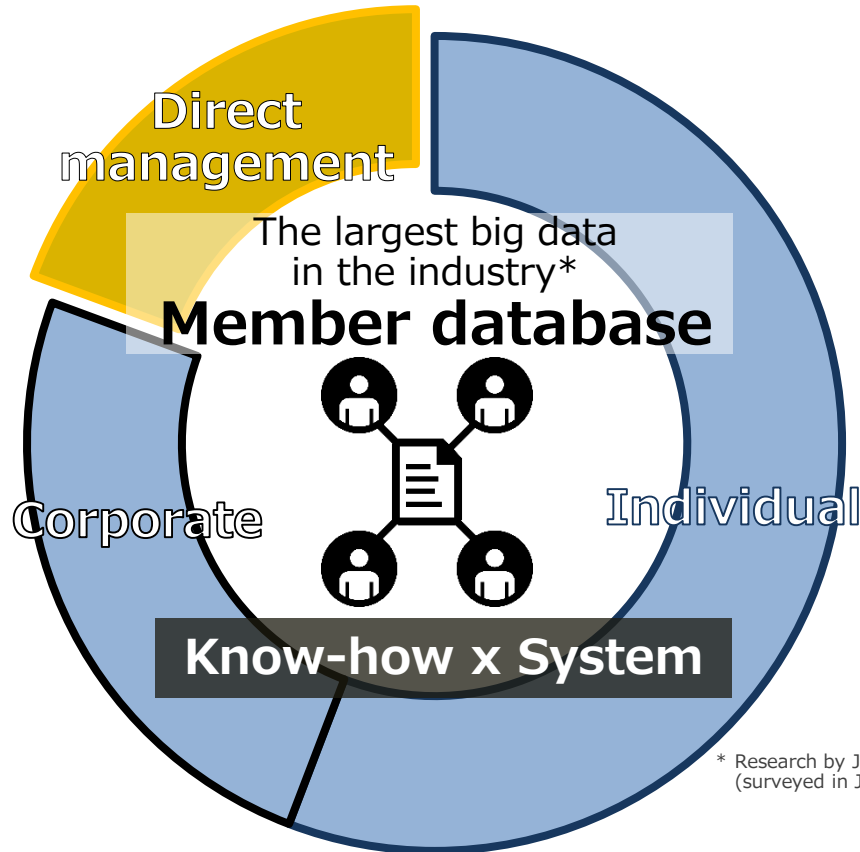 Direct
management
The largest big data
in the industry*
Member database
Corporate
Individual
Know-how x System
* Research by
(surveyed in